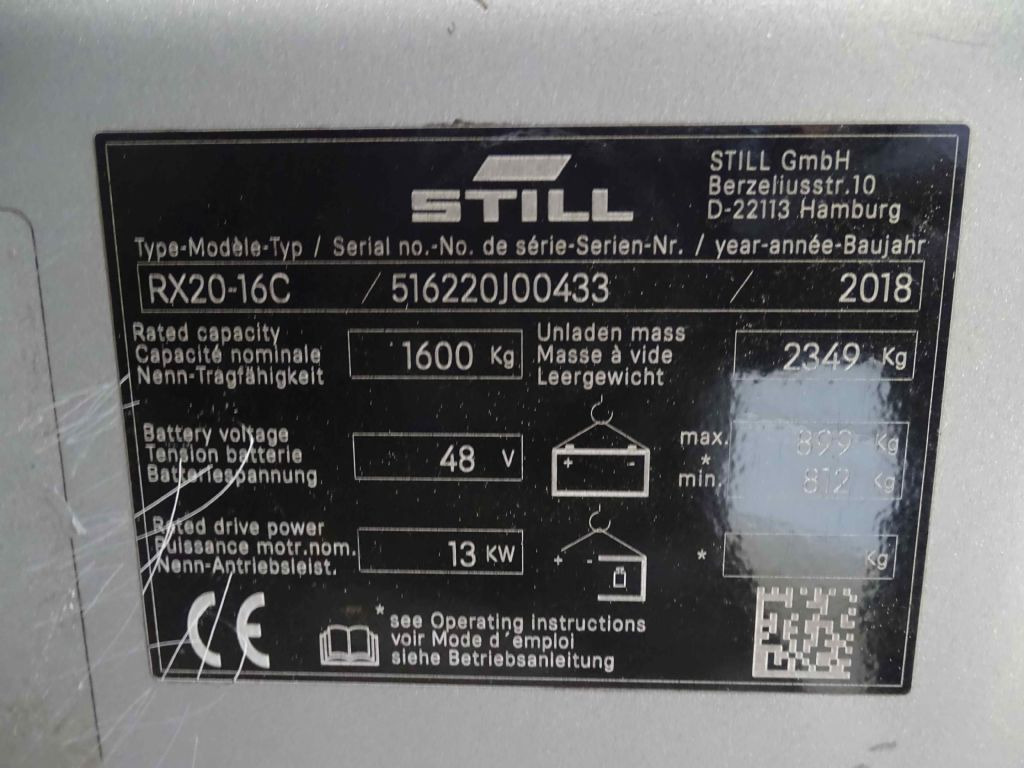 STILL
STILL GmbH
Berzeliusstr.10
D-22113 Hamburg
Type-Modèle-Typ / Serial no.-No. de série-Serien-Nr. / year-année-Baujahr
RX20-16C / 516220J00433 / 2018
Rated capacity
Capacité nominale
Nenn-Tragfähigkeit
1600 Kg
Unladen mass
Masse à vide
Leergewicht
2349 Kg
Battery voltage
Tension batterie
Batteriespannung
48 V
+ -
max. 899 Kg
*
min. 812 Kg
Rated drive power
Puissance motr.nom.
Nenn-Antriebsleist.
13 KW
+ -
* Kg
CE
* see Operating instructions
voir Mode d'emploi
siehe Betriebsanleitung